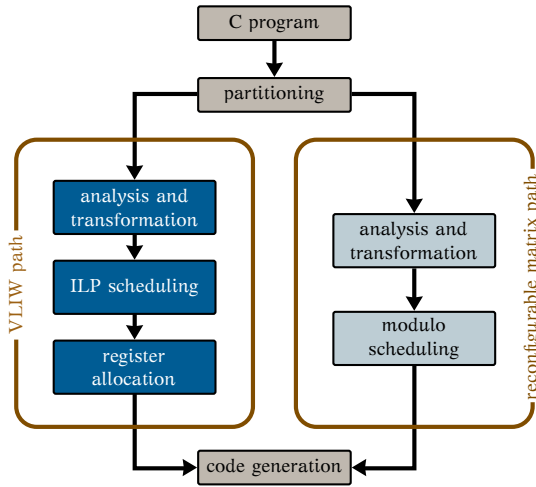 C program
partitioning
VLIW path
analysis and
transformation
ILP scheduling
register
allocation
reconfigurable matrix path
analysis and
transformation
modulo
scheduling
code generation